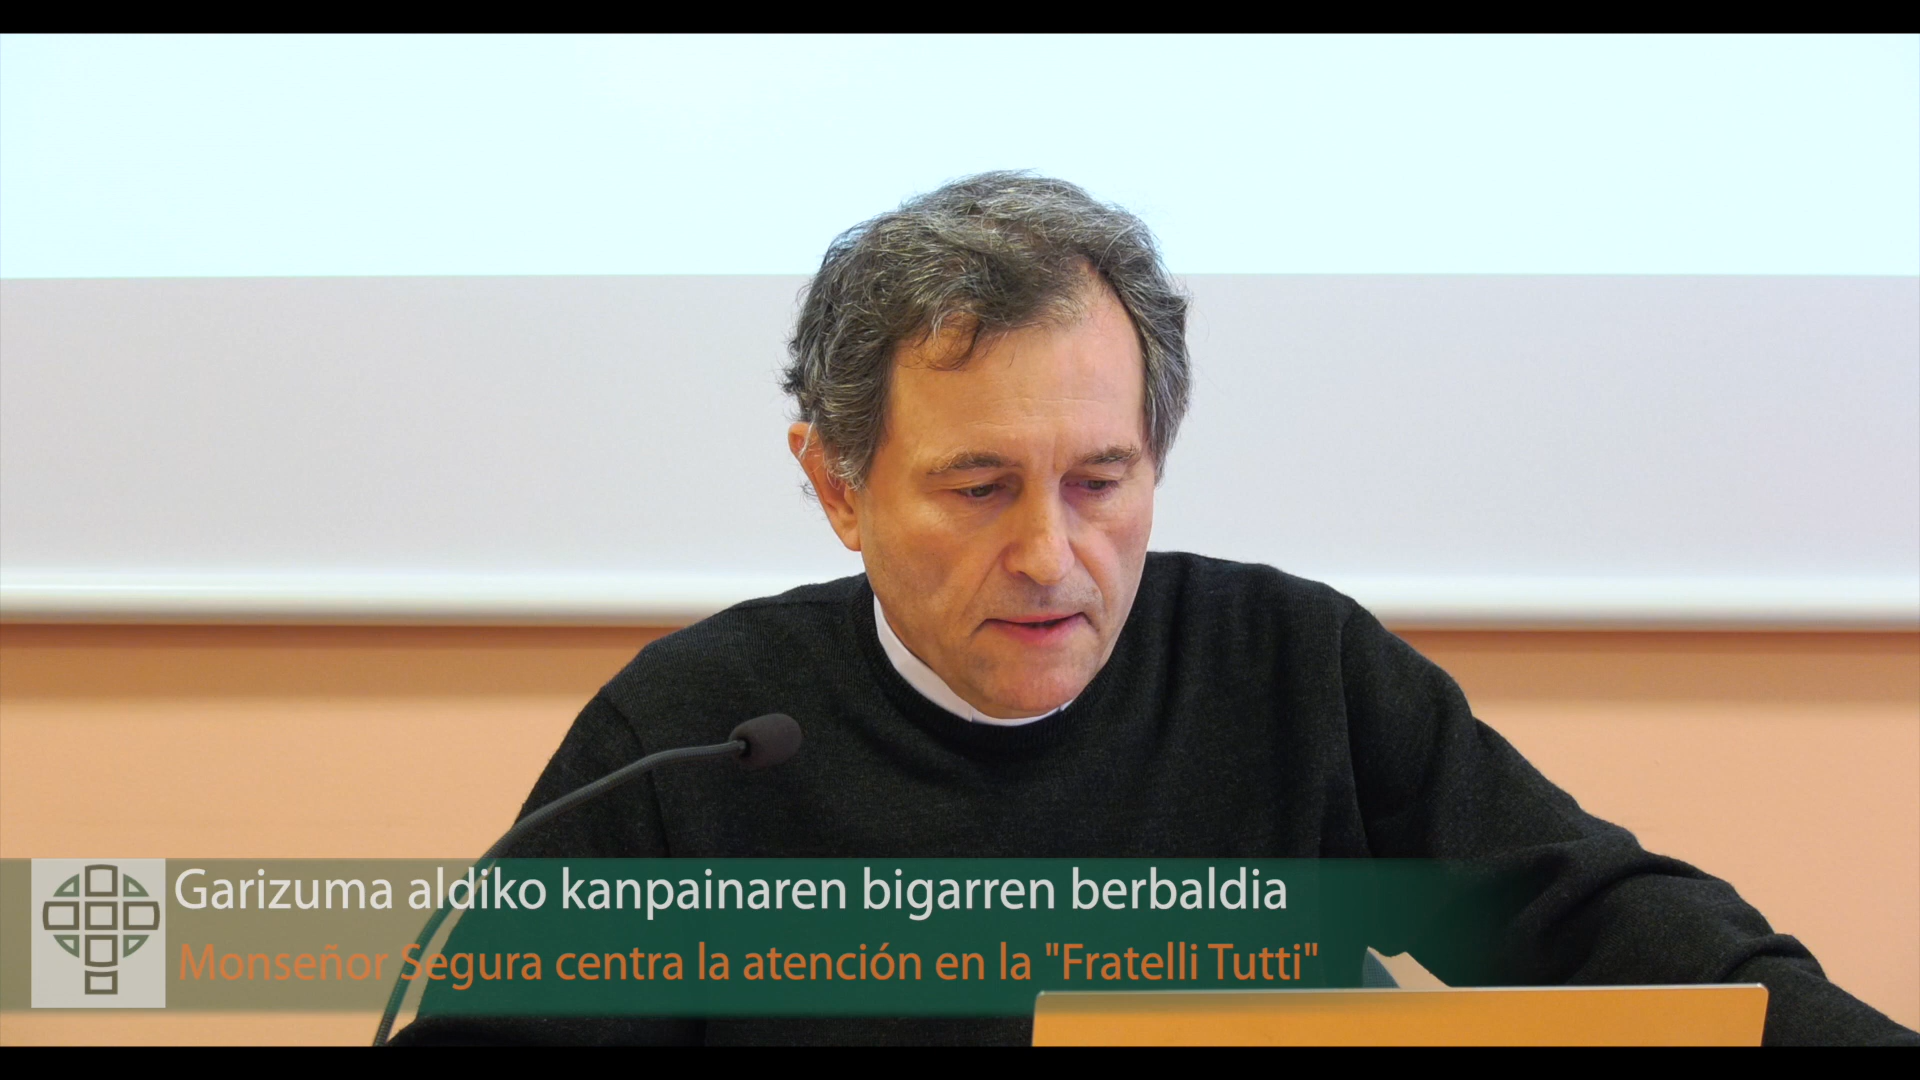 Garizuma aldiko kanpainaren bigarren berbaldia
Monseñor Segura centra la atención en la "Fratelli Tutti"